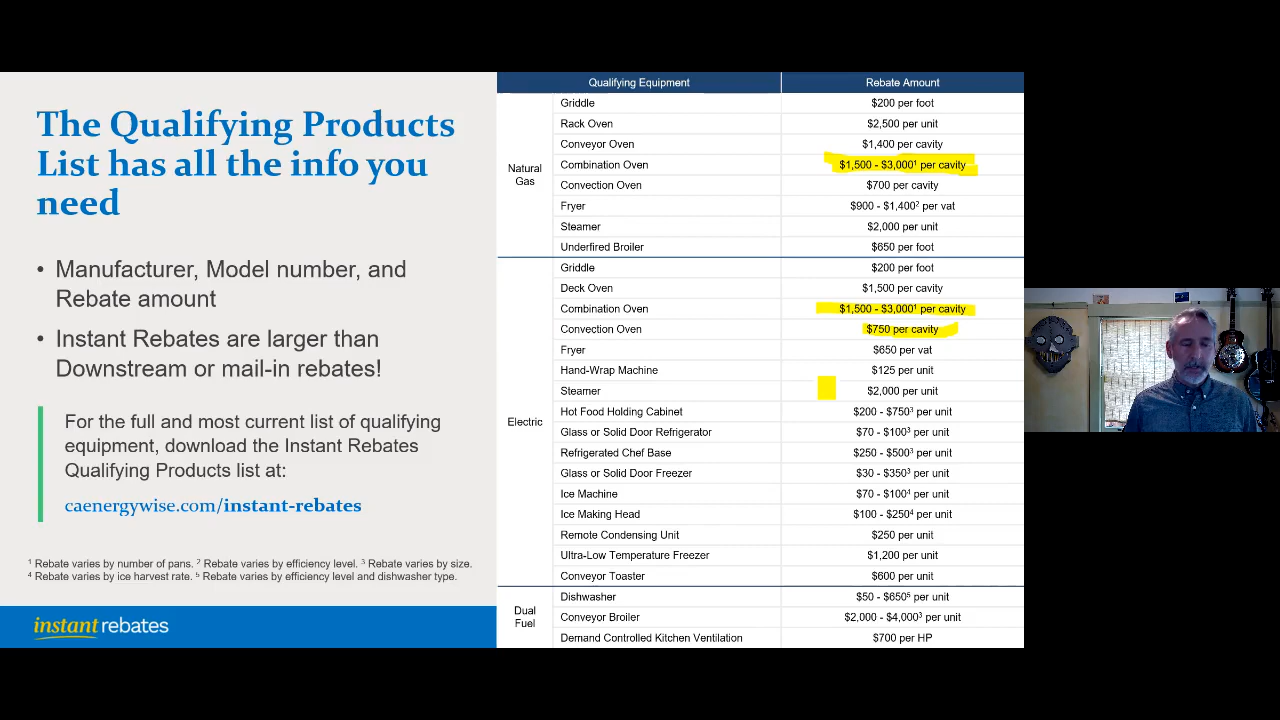 The Qualifying Products
List has all the info you
need
• Manufacturer, Model number, and
Rebate amount
• Instant Rebates are larger than
Downstream or mail-in rebates!
For the full and most current list of qualifying
equipment, download the Instant Rebates
Qualifying Products list at:
caenergywise.com/instant-rebates
¹ Rebate varies by number of pans. ² Rebate varies by efficiency level. ³ Rebate varies by size.
⁴ Rebate varies by ice harvest rate. ⁵ Rebate varies by efficiency level and dishwasher type.
instant rebates
Qualifying Equipment Rebate Amount
Natural
Gas
Griddle $200 per foot
Rack Oven $2,500 per unit
Conveyor Oven $1,400 per cavity
Combination Oven $1,500 - $3,000¹ per cavity
Convection Oven $700 per cavity
Fryer $900 - $1,400² per vat
Steamer $2,000 per unit
Underfired Broiler $650 per foot
Electric
Griddle $200 per foot
Deck Oven $1,500 per cavity
Combination Oven $1,500 - $3,000¹ per cavity
Convection Oven $750 per cavity
Fryer $650 per vat
Hand-Wrap Machine $125 per unit
Steamer $2,000 per unit
Hot Food Holding Cabinet $200 - $750³ per unit
Glass or Solid Door Refrigerator $70 - $100³ per unit
Refrigerated Chef Base $250 - $500³ per unit
Glass or Solid Door Freezer $30 - $350³ per unit
Ice Machine $70 - $100⁴ per unit
Ice Making Head $100 - $250⁴ per unit
Remote Condensing Unit $250 per unit
Ultra-Low Temperature Freezer $1,200 per unit
Conveyor Toaster $600 per unit
Dual
Fuel
Dishwasher $50 - $650⁵ per unit
Conveyor Broiler $2,000 - $4,000³ per unit
Demand Controlled Kitchen Ventilation $700 per HP